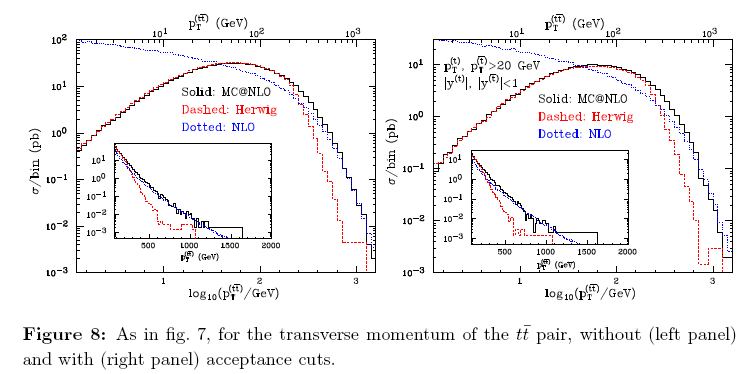 p_T^(tt̄) (GeV)
10^1 10^2 10^3
10^2
10^1
10^0
10^-1
10^-2
10^-3
σ/bin (pb)
Solid: MC@NLO
Dashed: Herwig
Dotted: NLO
10^1
10^0
10^-1
10^-2
10^-3
500 1000 1500 2000
p_T^(tt̄) (GeV)
1 2 3
log10(p_T^(tt̄)/GeV)
p_T^(tt̄) (GeV)
10^1 10^2 10^3
10^1
10^0
10^-1
10^-2
10^-3
σ/bin (pb)
p_T^(t), p_T^(t̄)>20 GeV
|y^(t)|, |y^(t̄)|<1
Solid: MC@NLO
Dashed: Herwig
Dotted: NLO
10^1
10^0
10^-1
10^-2
10^-3
500 1000 1500 2000
p_T^(tt̄) (GeV)
1 2 3
log10(p_T^(tt̄)/GeV)
Figure 8: As in fig. 7, for the transverse momentum of the tt̄ pair, without (left panel)
and with (right panel) acceptance cuts.